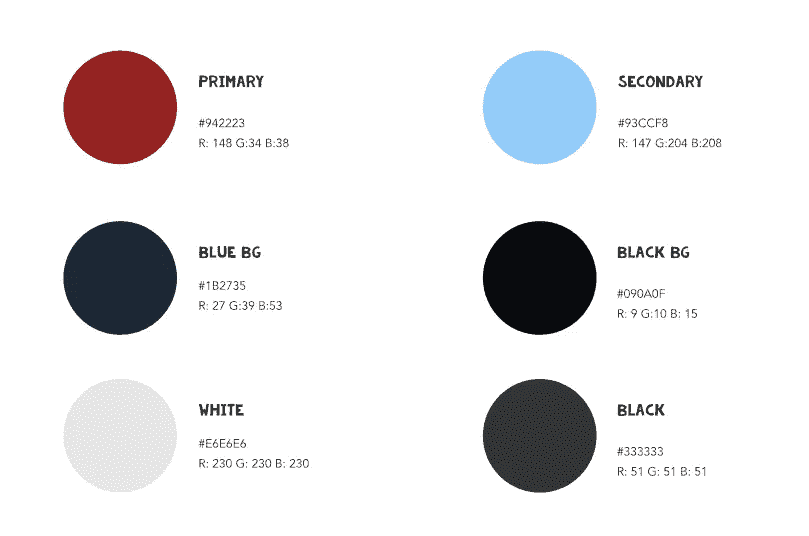 PRIMARY
#942223
R: 148 G:34 B:38
SECONDARY
#93CCF8
R: 147 G:204 B:208
BLUE BG
#1B2735
R: 27 G:39 B:53
BLACK BG
#090A0F
R: 9 G:10 B: 15
WHITE
#E6E6E6
R: 230 G: 230 B: 230
BLACK
#333333
R: 51 G: 51 B: 51